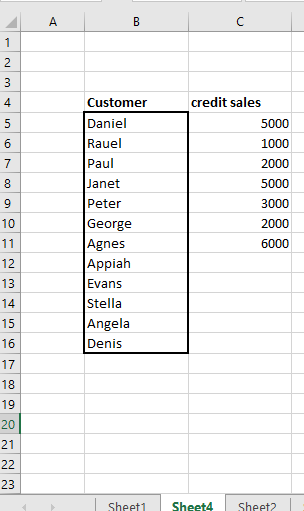 A B C
1
2
3
4 Customer credit sales
5 Daniel 5000
6 Rauel 1000
7 Paul 2000
8 Janet 5000
9 Peter 3000
10 George 2000
11 Agnes 6000
12 Appiah
13 Evans
14 Stella
15 Angela
16 Denis
17
18
19
20
21
22
23
Sheet1 Sheet4 Sheet2